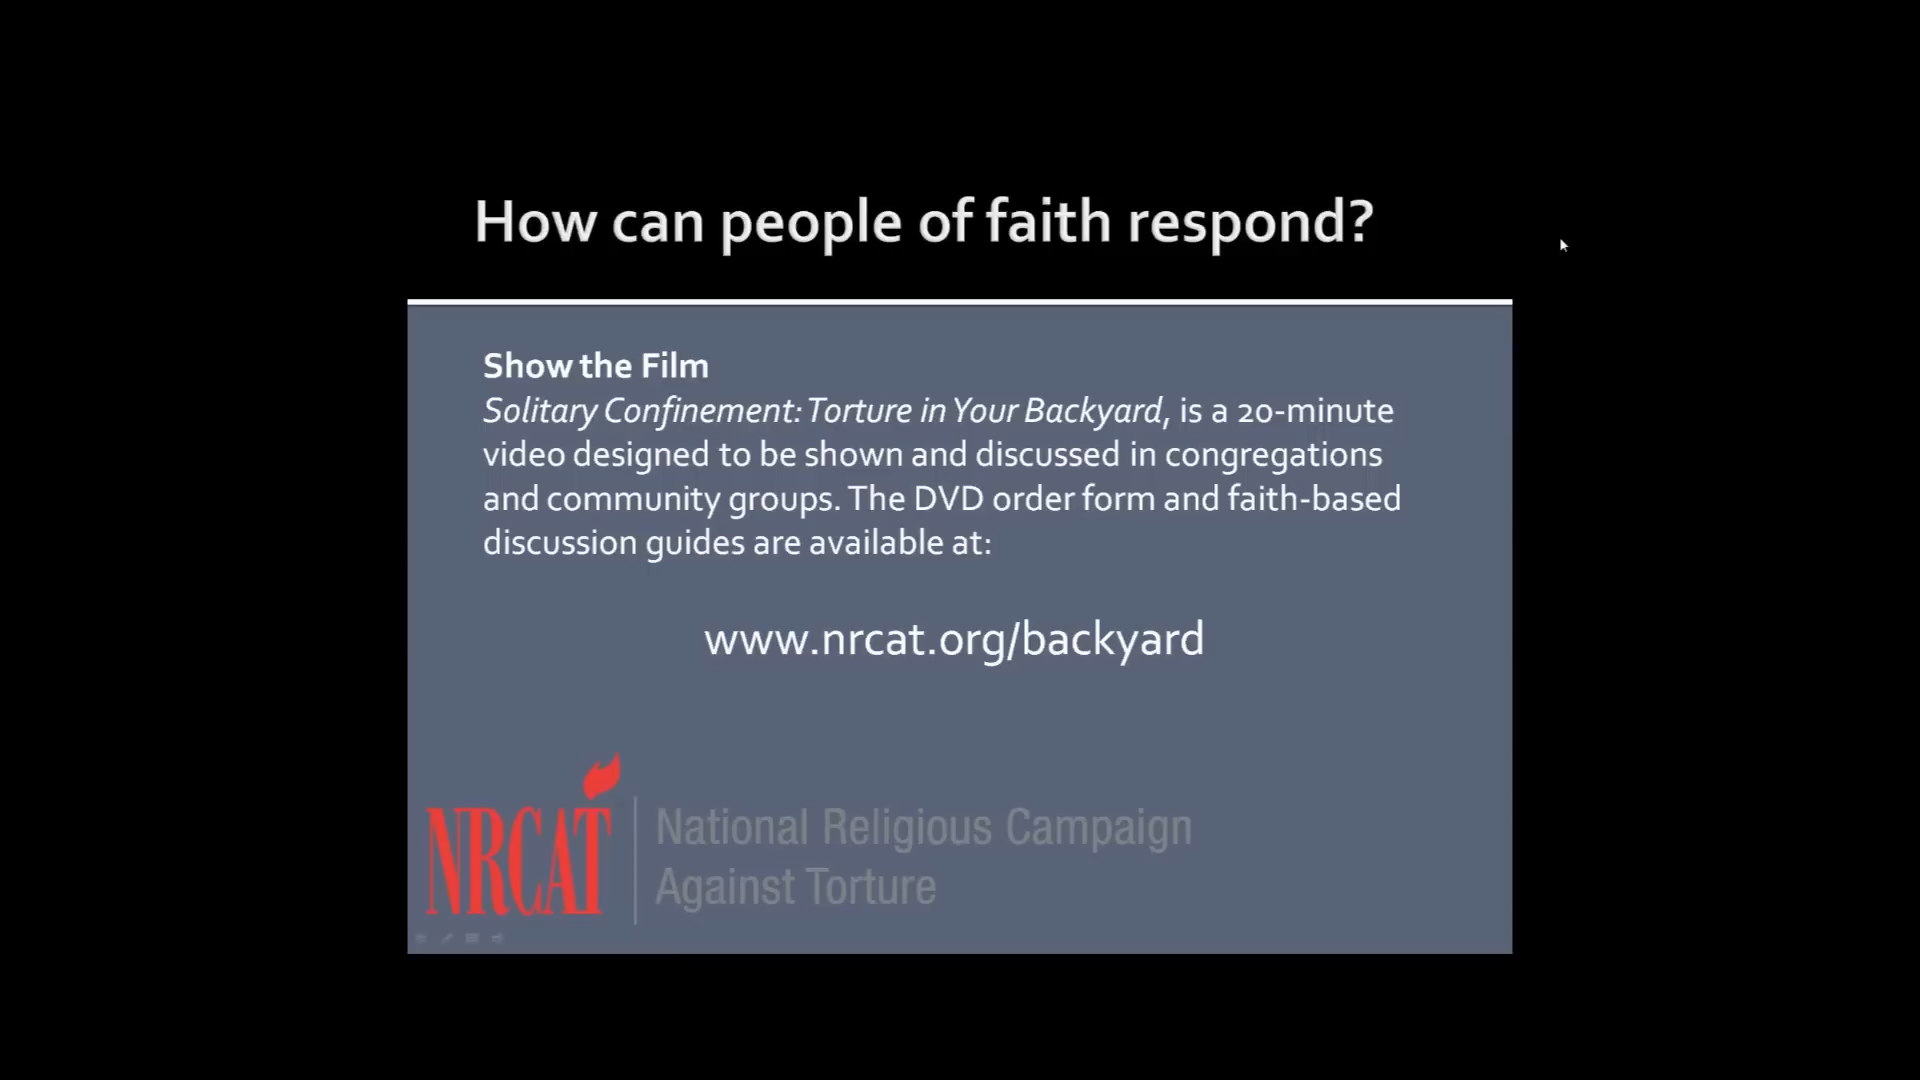 How can people of faith respond?
Show the Film
Solitary Confinement: Torture in Your Backyard, is a 20-minute
video designed to be shown and discussed in congregations
and community groups. The DVD order form and faith-based
discussion guides are available at:
www.nrcat.org/backyard
NRCAT
National Religious Campaign
Against Torture